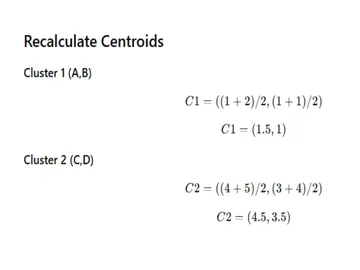 Recalculate Centroids
Cluster 1 (A,B)
C1 = ((1 + 2)/2, (1 + 1)/2)
C1 = (1.5, 1)
Cluster 2 (C,D)
C2 = ((4 + 5)/2, (3 + 4)/2)
C2 = (4.5, 3.5)